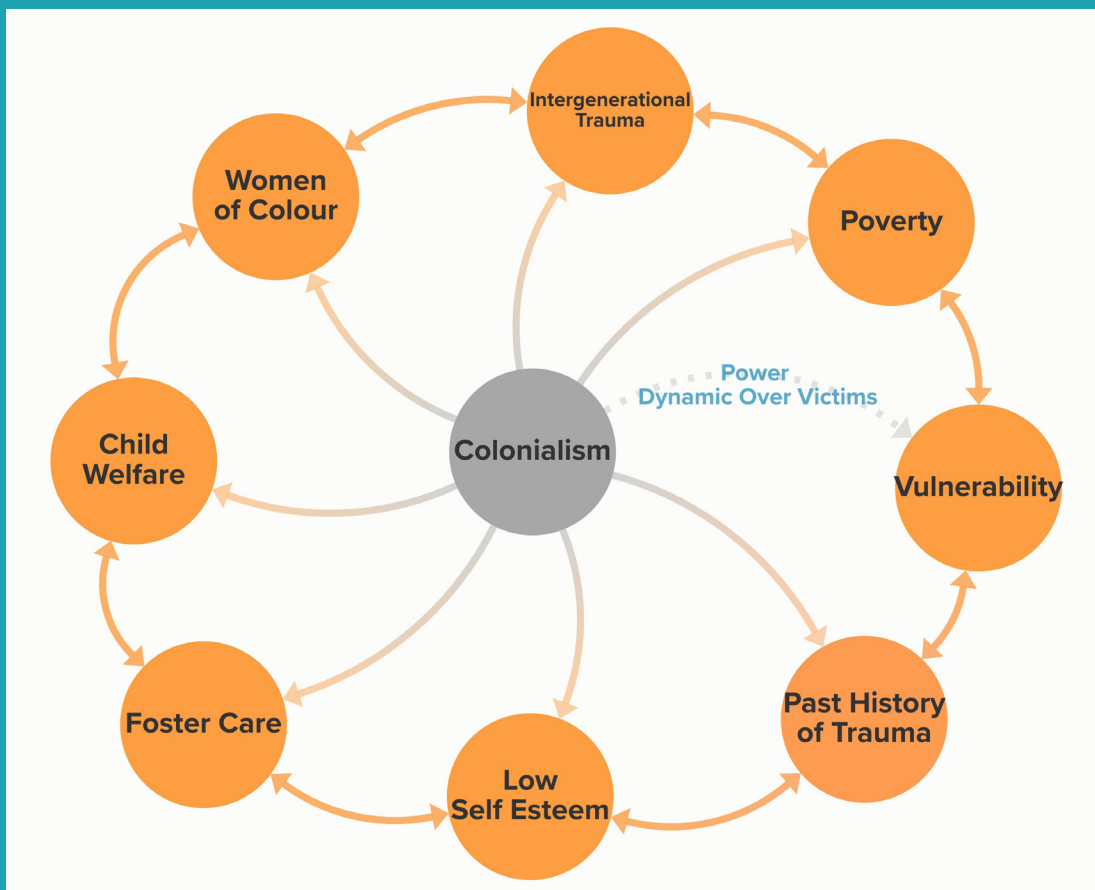 Intergenerational
Trauma
Women
of Colour
Poverty
Power
Dynamic Over Victims
Child
Welfare
Colonialism
Vulnerability
Foster Care
Past History
of Trauma
Low
Self Esteem